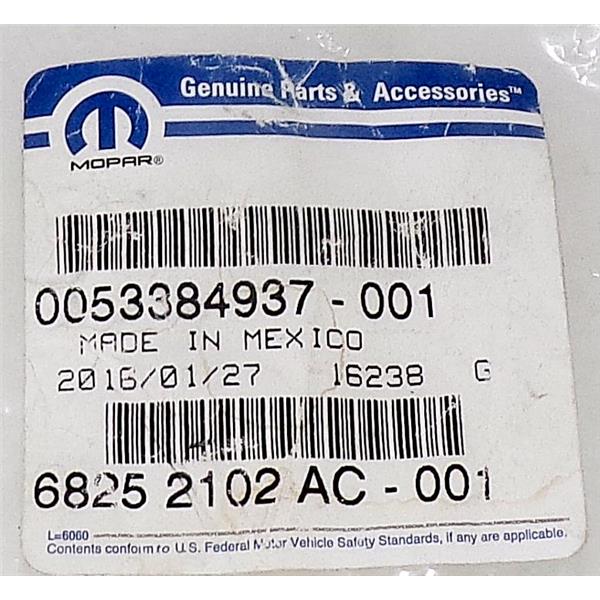 Genuine Parts & Accessories™
MOPAR®
0053384937 - 001
MADE IN MEXICO
2016/01/27 16238 G
6825 2102 AC - 001
L=6060
Contents conform to U.S. Federal Motor Vehicle Safety Standards, if any are applicable.